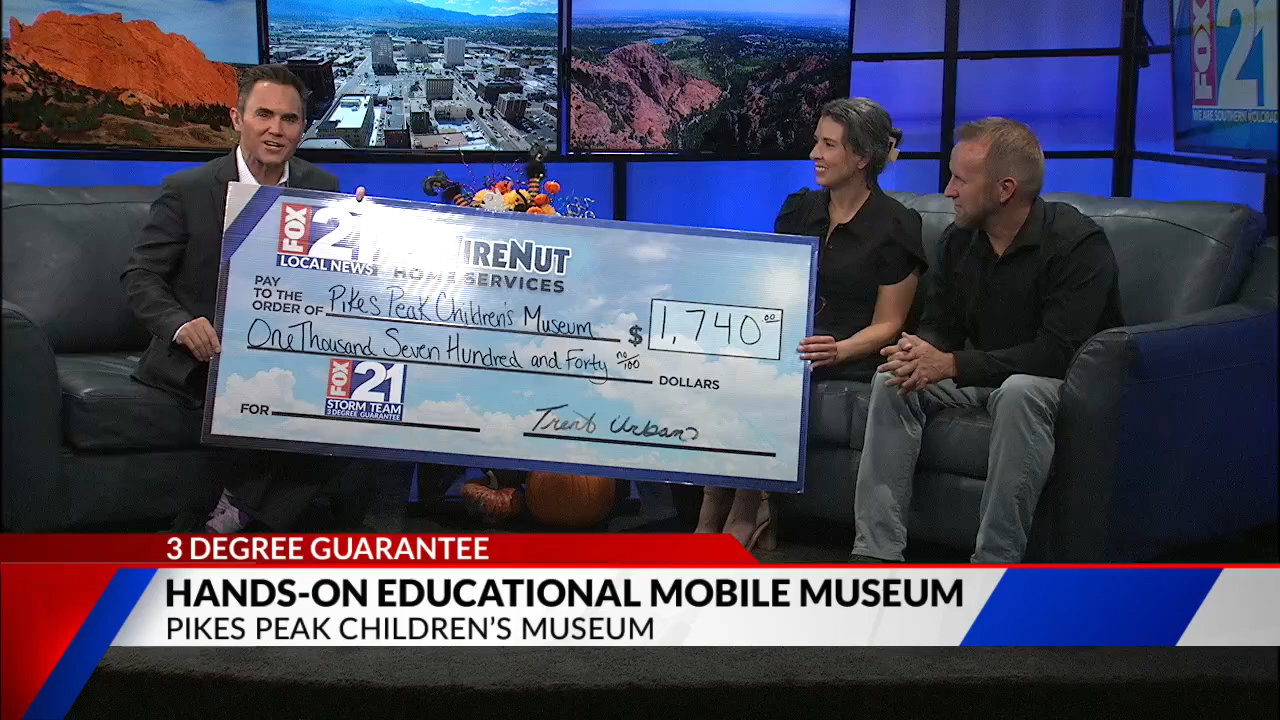 FOX
21
WE ARE SOUTHERN COLORADO
FOX 21
LOCAL NEWS
IRENUT
HOME SERVICES
PAY
TO THE
ORDER OF Pikes Peak Children's Museum
$ 1,740 00
One Thousand Seven Hundred and Forty no/100 DOLLARS
FOX 21
STORM TEAM
3 DEGREE GUARANTEE
FOR
Trent Urban
3 DEGREE GUARANTEE
HANDS-ON EDUCATIONAL MOBILE MUSEUM
PIKES PEAK CHILDREN'S MUSEUM